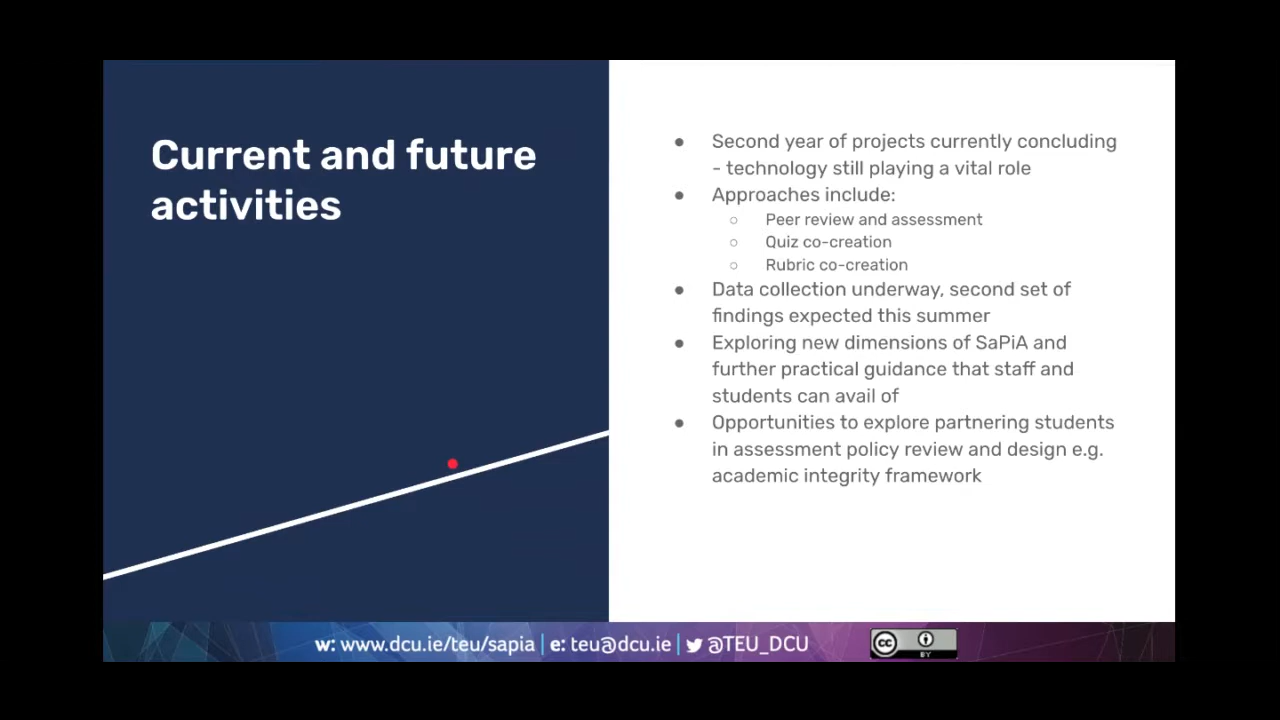 Current and future
activities
● Second year of projects currently concluding
- technology still playing a vital role
● Approaches include:
○ Peer review and assessment
○ Quiz co-creation
○ Rubric co-creation
● Data collection underway, second set of
findings expected this summer
● Exploring new dimensions of SaPiA and
further practical guidance that staff and
students can avail of
● Opportunities to explore partnering students
in assessment policy review and design e.g.
academic integrity framework
w: www.dcu.ie/teu/sapia | e: teu@dcu.ie | @TEU_DCU
cc
BY